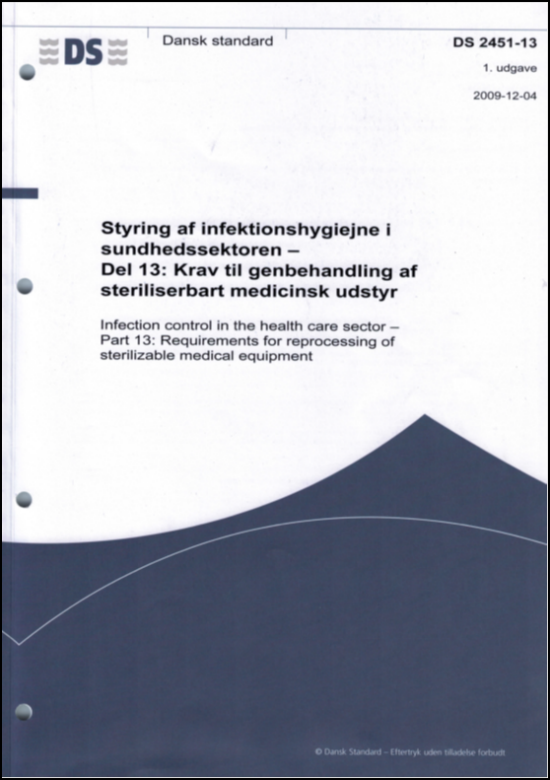 DS
Dansk standard
DS 2451-13
1. udgave
2009-12-04
Styring af infektionshygiejne i
sundhedssektoren –
Del 13: Krav til genbehandling af
steriliserbart medicinsk udstyr
Infection control in the health care sector –
Part 13: Requirements for reprocessing of
sterilizable medical equipment
© Dansk Standard – Eftertryk uden tilladelse forbudt